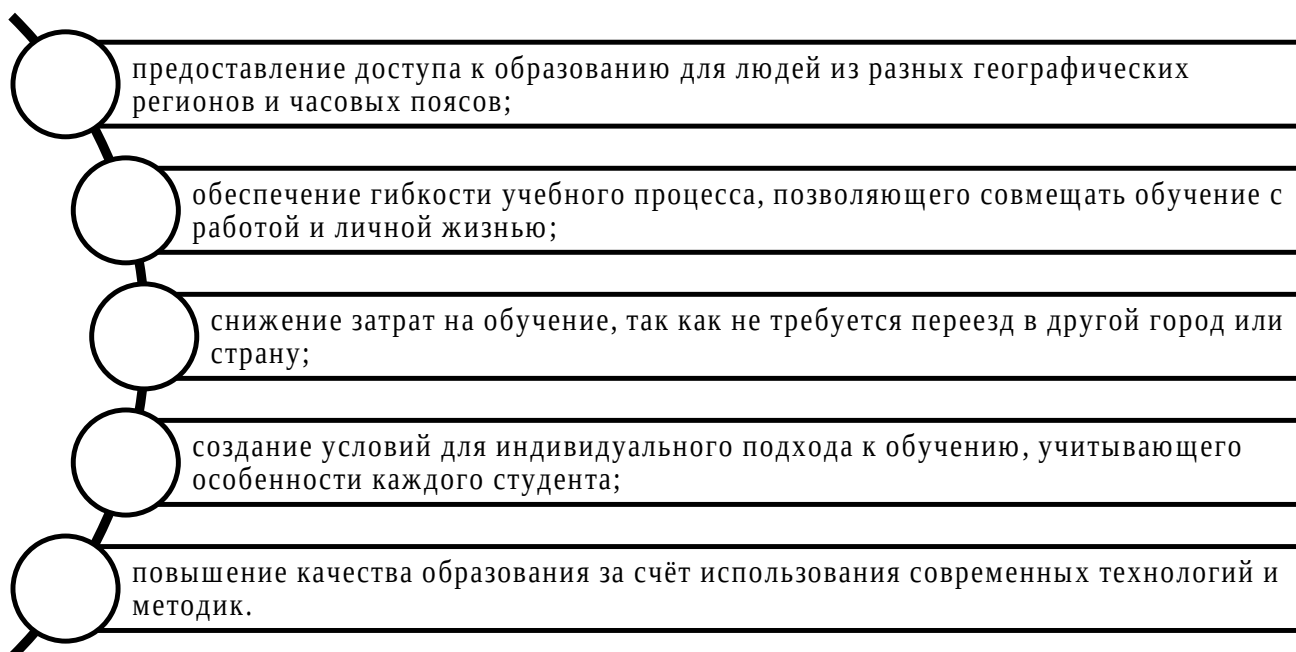 предоставление доступа к образованию для людей из разных географических
регионов и часовых поясов;
обеспечение гибкости учебного процесса, позволяющего совмещать обучение с
работой и личной жизнью;
снижение затрат на обучение, так как не требуется переезд в другой город или
страну;
создание условий для индивидуального подхода к обучению, учитывающего
особенности каждого студента;
повышение качества образования за счёт использования современных технологий и
методик.